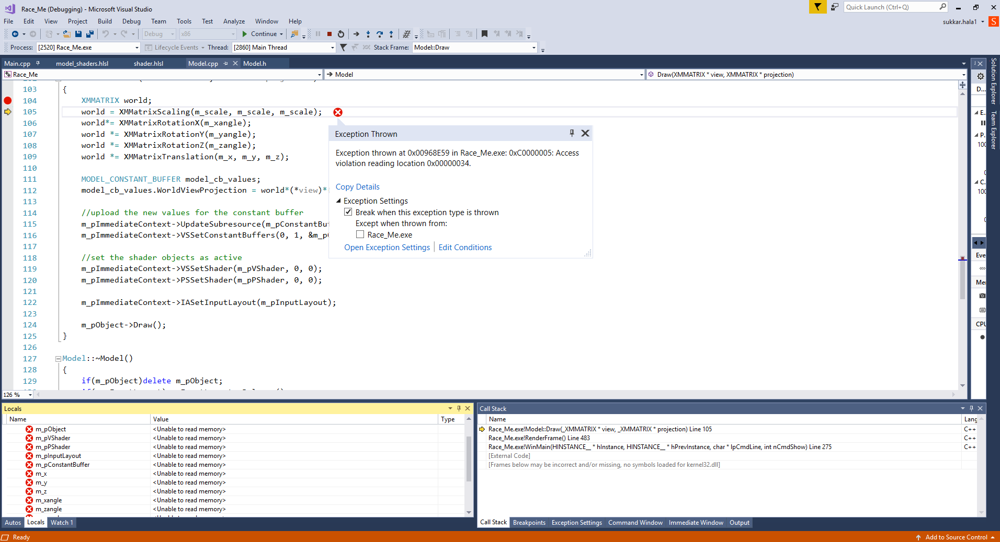 Race_Me (Debugging) - Microsoft Visual Studio
Quick Launch (Ctrl+Q)
File Edit View Project Build Debug Team Tools Test Analyze Window Help
sukkar.hala1 S
Debug x86 Continue
Process: [2520] Race_Me.exe Lifecycle Events Thread: [2860] Main Thread Stack Frame: Model::Draw
Main.cpp model_shaders.hlsl shader.hlsl Model.cpp Model.h
Race_Me Model Draw(XMMATRIX * view, XMMATRIX * projection)
103 {
104 XMMATRIX world;
105 world = XMMatrixScaling(m_scale, m_scale, m_scale);
106 world*= XMMatrixRotationX(m_xangle);
107 world *= XMMatrixRotationY(m_yangle);
108 world *= XMMatrixRotationZ(m_zangle);
109 world *= XMMatrixTranslation(m_x, m_y, m_z);
110
111 MODEL_CONSTANT_BUFFER model_cb_values;
112 model_cb_values.WorldViewProjection = world*(*view)*
113
114 //upload the new values for the constant buffer
115 m_pImmediateContext->UpdateSubresource(m_pConstantBu
116 m_pImmediateContext->VSSetConstantBuffers(0, 1, &m_p
117
118 //set the shader objects as active
119 m_pImmediateContext->VSSetShader(m_pVShader, 0, 0);
120 m_pImmediateContext->PSSetShader(m_pPShader, 0, 0);
121
122 m_pImmediateContext->IASetInputLayout(m_pInputLayout);
123
124 m_pObject->Draw();
125 }
126
127 Model::~Model()
128 {
129 if(m_pObject)delete m_pObject;
126 %
Exception Thrown
Exception thrown at 0x00968E59 in Race_Me.exe: 0xC0000005: Access
violation reading location 0x00000034.
Copy Details
Exception Settings
Break when this exception type is thrown
Except when thrown from:
Race_Me.exe
Open Exception Settings Edit Conditions
D...
E..
P.
100
C.
100
Eve
Mem
CPU
Solution Explorer
Team Explorer
Locals
Name Value Type
m_pObject <Unable to read memory>
m_pVShader <Unable to read memory>
m_pPShader <Unable to read memory>
m_pInputLayout <Unable to read memory>
m_pConstantBuffer <Unable to read memory>
m_x <Unable to read memory>
m_y <Unable to read memory>
m_z <Unable to read memory>
m_xangle <Unable to read memory>
m_zangle <Unable to read memory>
Autos Locals Watch 1
Call Stack
Name Lang
Race_Me.exe!Model::Draw(_XMMATRIX * view, _XMMATRIX * projection) Line 105 C++
Race_Me.exe!RenderFrame() Line 483 C++
Race_Me.exe!WinMain(HINSTANCE__ * hInstance, HINSTANCE__ * hPrevInstance, char * lpCmdLine, int nCmdShow) Line 275 C++
[External Code]
[Frames below may be incorrect and/or missing, no symbols loaded for kernel32.dll]
Call Stack Breakpoints Exception Settings Command Window Immediate Window Output
Ready
Add to Source Control